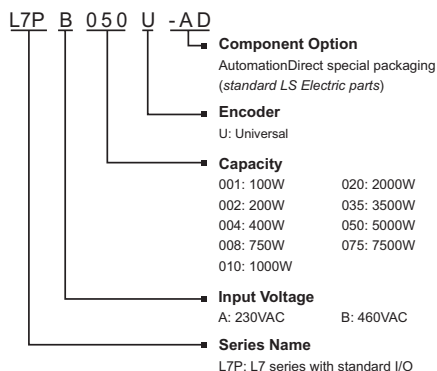 L7P B 050 U -AD
Component Option
AutomationDirect special packaging
(standard LS Electric parts)
Encoder
U: Universal
Capacity
001: 100W 020: 2000W
002: 200W 035: 3500W
004: 400W 050: 5000W
008: 750W 075: 7500W
010: 1000W
Input Voltage
A: 230VAC B: 460VAC
Series Name
L7P: L7 series with standard I/O